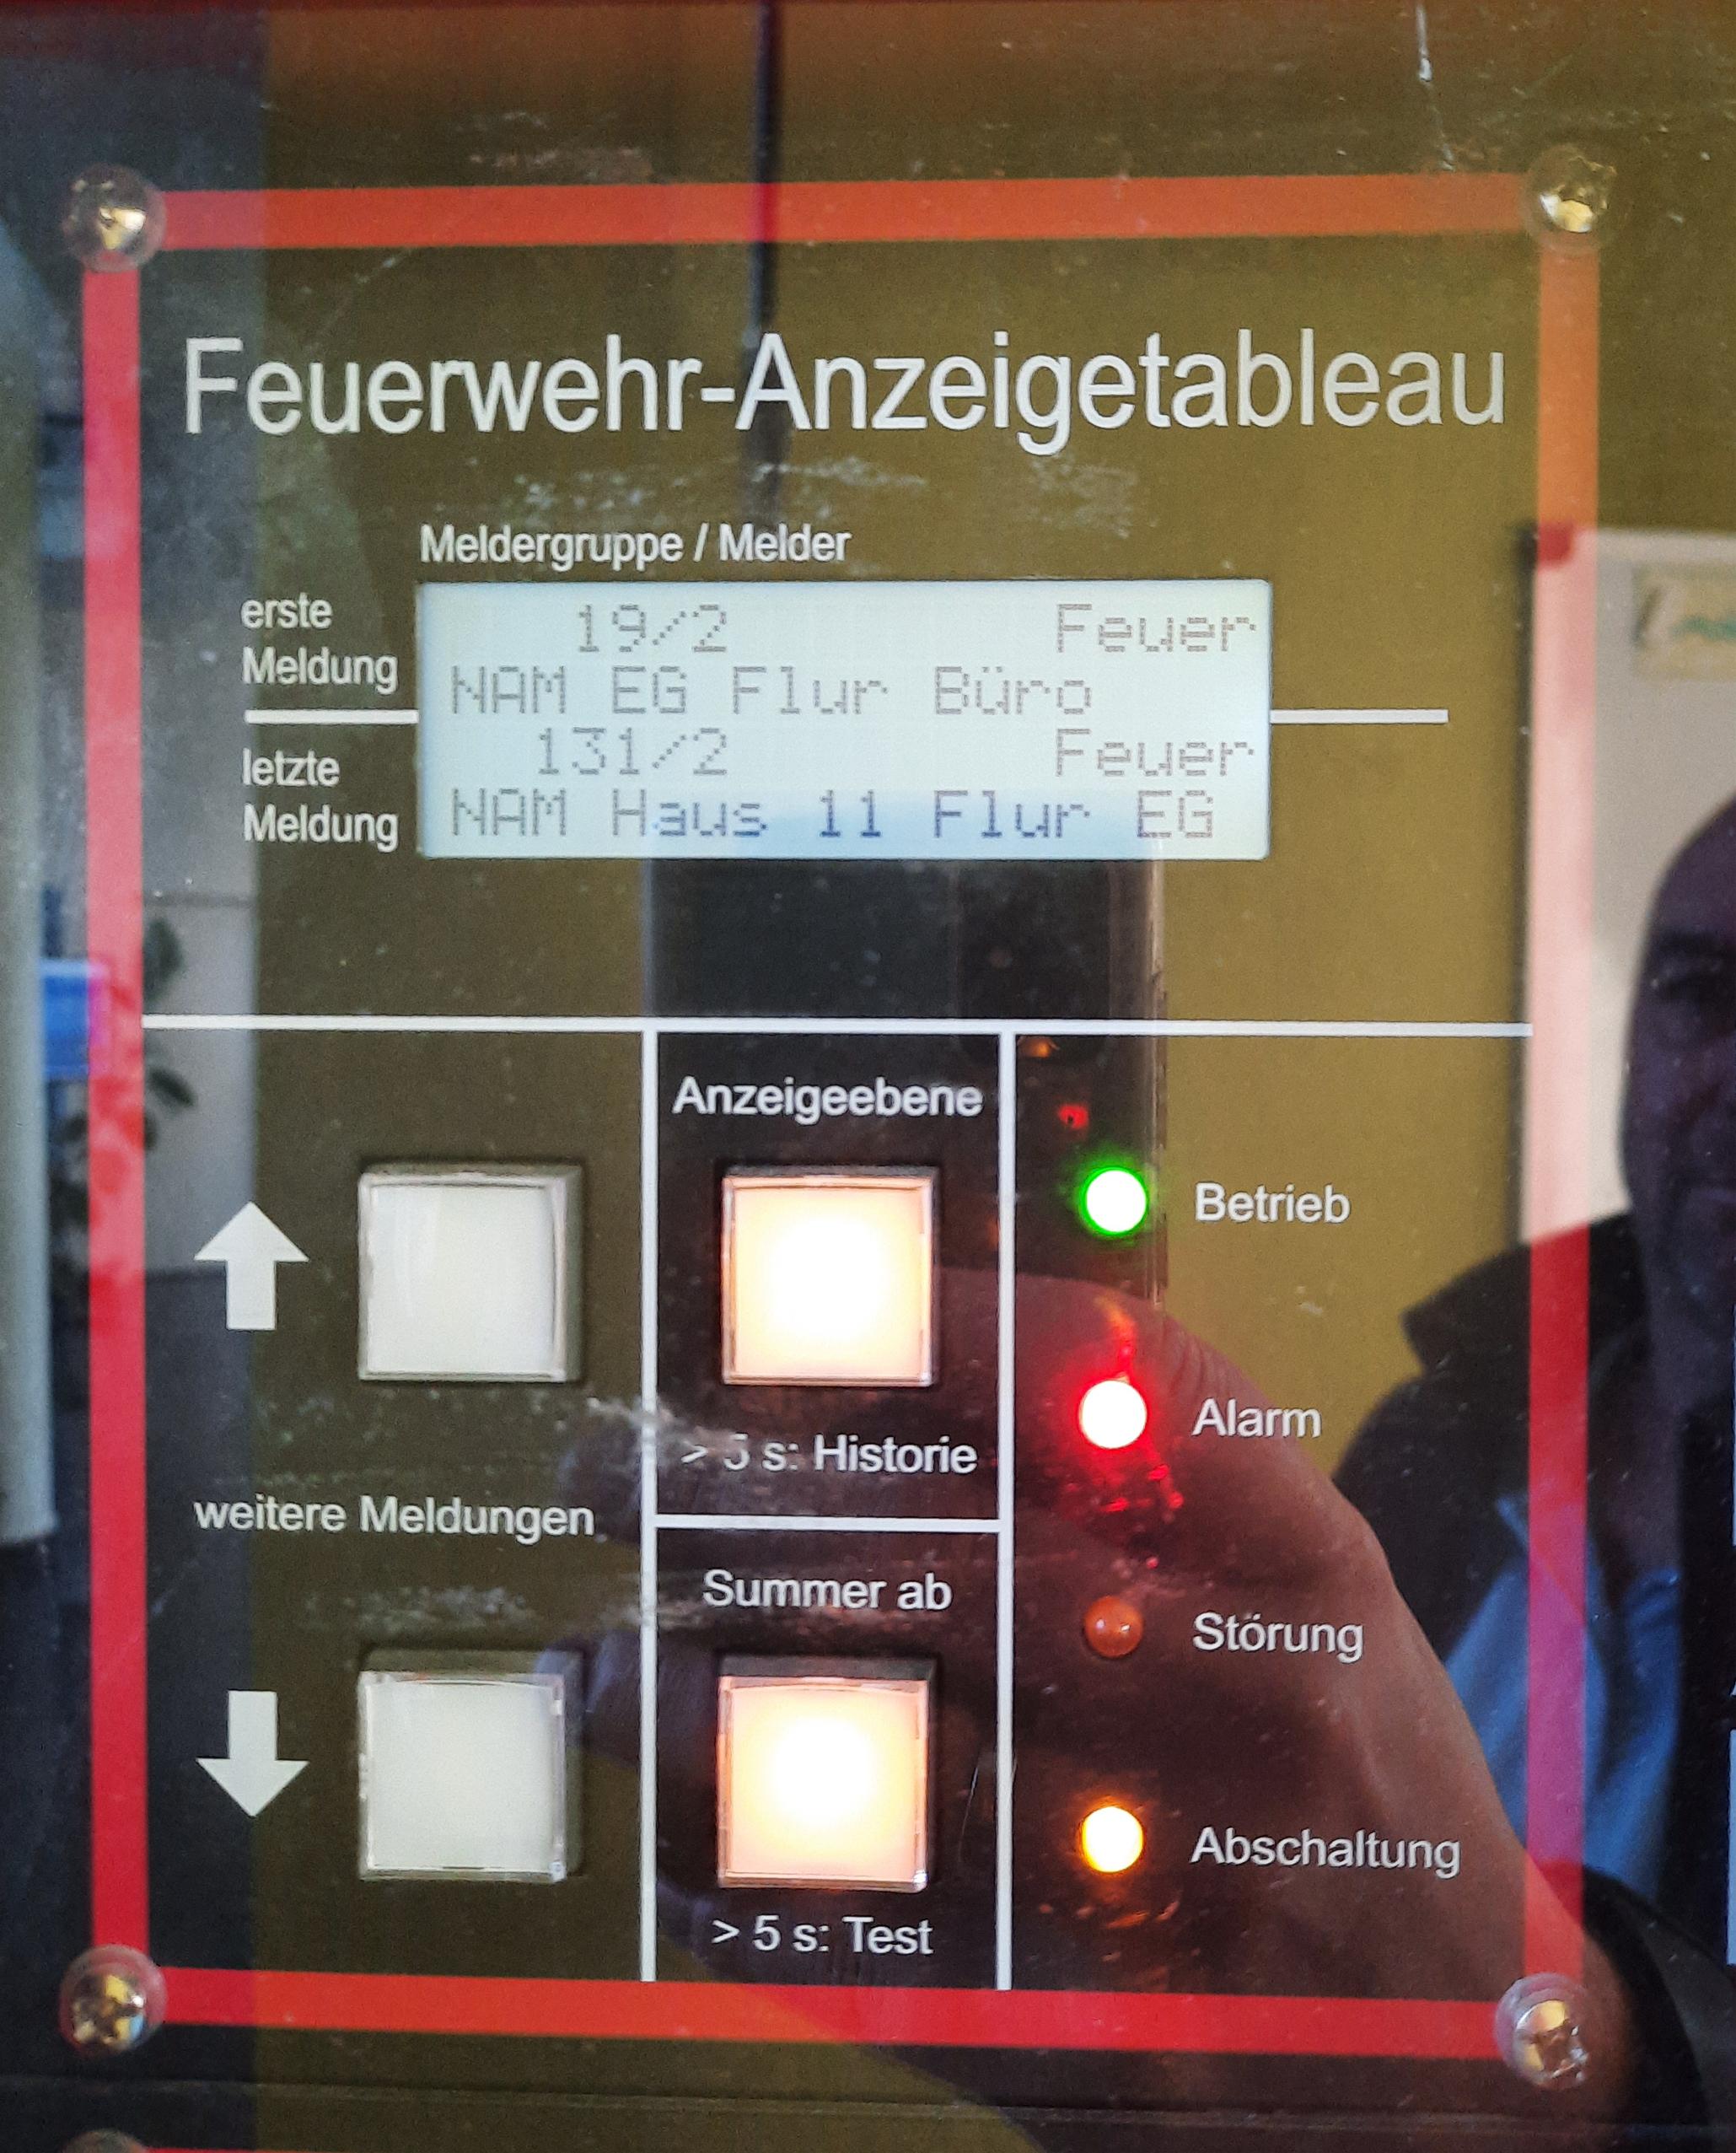 Feuerwehr-Anzeigetableau
Meldergruppe / Melder
erste
Meldung
19/2 Feuer
NAM EG Flur Büro
letzte
Meldung
131/2 Feuer
NAM Haus 11 Flur EG
Anzeigeebene
> 5 s: Historie
weitere Meldungen
Summer ab
> 5 s: Test
Betrieb
Alarm
Störung
Abschaltung